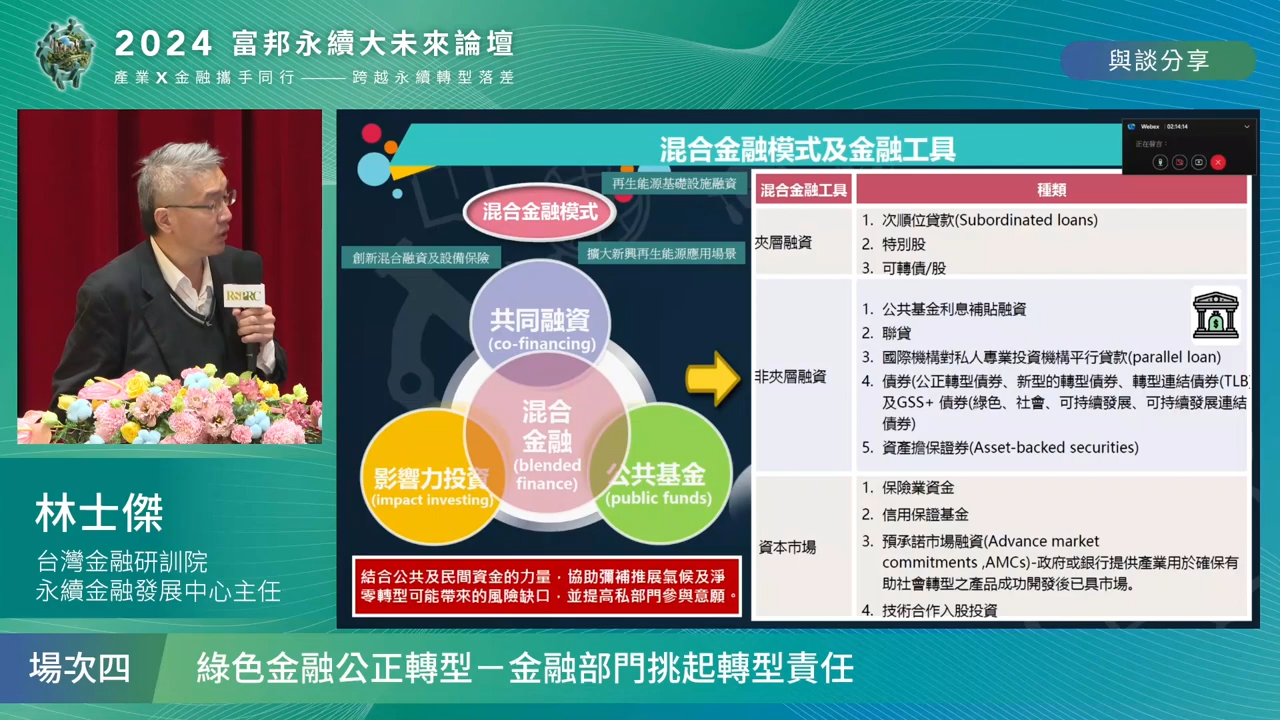 2024 富邦永續大未來論壇
產業X金融攜手同行——跨越永續轉型落差
與談分享
混合金融模式及金融工具
Webex 02:14:14
正在發言：
再生能源基礎設施融資
混合金融模式
創新混合融資及設備保險
擴大新興再生能源應用場景
共同融資
(co-financing)
混合
金融
(blended
finance)
影響力投資
(impact investing)
公共基金
(public funds)
結合公共及民間資金的力量，協助彌補推展氣候及淨
零轉型可能帶來的風險缺口，並提高私部門參與意願。
混合金融工具
種類
夾層融資
1. 次順位貸款(Subordinated loans)
2. 特別股
3. 可轉債/股
非夾層融資
1. 公共基金利息補貼融資
2. 聯貸
3. 國際機構對私人專業投資機構平行貸款(parallel loan)
4. 債券(公正轉型債券、新型的轉型債券、轉型連結債券(TLB)
及GSS+ 債券(綠色、社會、可持續發展、可持續發展連結
債券)
5. 資產擔保證券(Asset-backed securities)
資本市場
1. 保險業資金
2. 信用保證基金
3. 預承諾市場融資(Advance market
commitments ,AMCs)-政府或銀行提供產業用於確保有
助社會轉型之產品成功開發後已具市場。
4. 技術合作入股投資
RSPRC
林士傑
台灣金融研訓院
永續金融發展中心主任
場次四
綠色金融公正轉型－金融部門挑起轉型責任